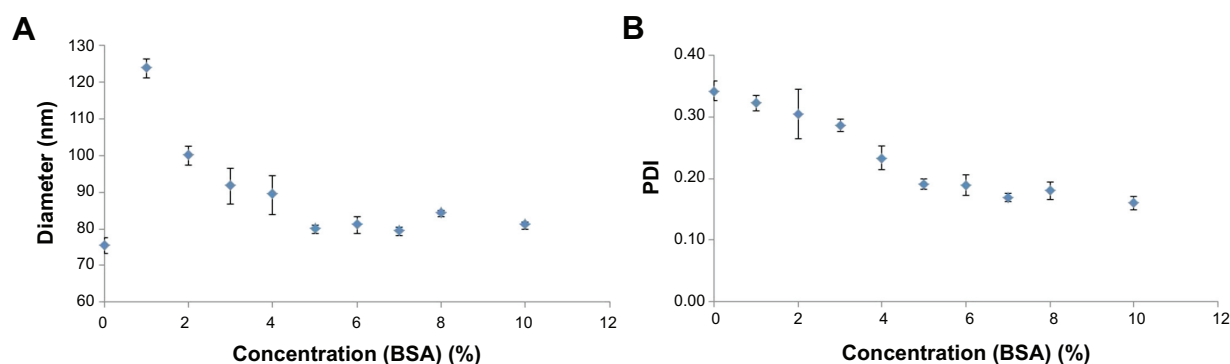 A
130
120
110
100
90
80
70
60
0 2 4 6 8 10 12
Diameter (nm)
Concentration (BSA) (%)
B
0.40
0.30
0.20
0.10
0.00
0 2 4 6 8 10 12
PDI
Concentration (BSA) (%)